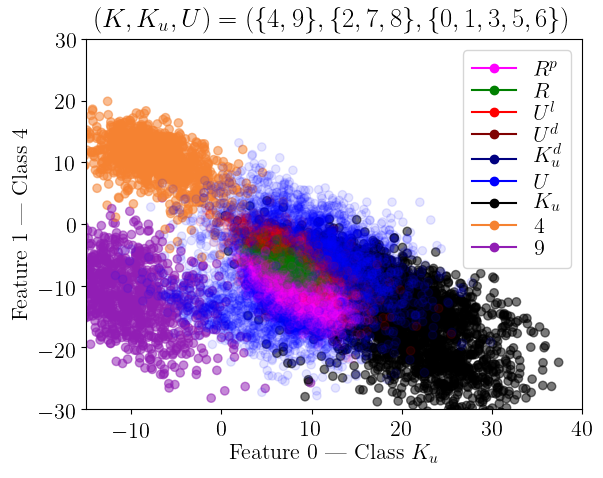 (K, K_u, U) = ({4, 9}, {2, 7, 8}, {0, 1, 3, 5, 6})
30
20
10
0
−10
−20
−30
Feature 1 — Class 4
R^p
R
U^l
U^d
K_u^d
U
K_u
4
9
−10
0
10
20
30
40
Feature 0 — Class K_u